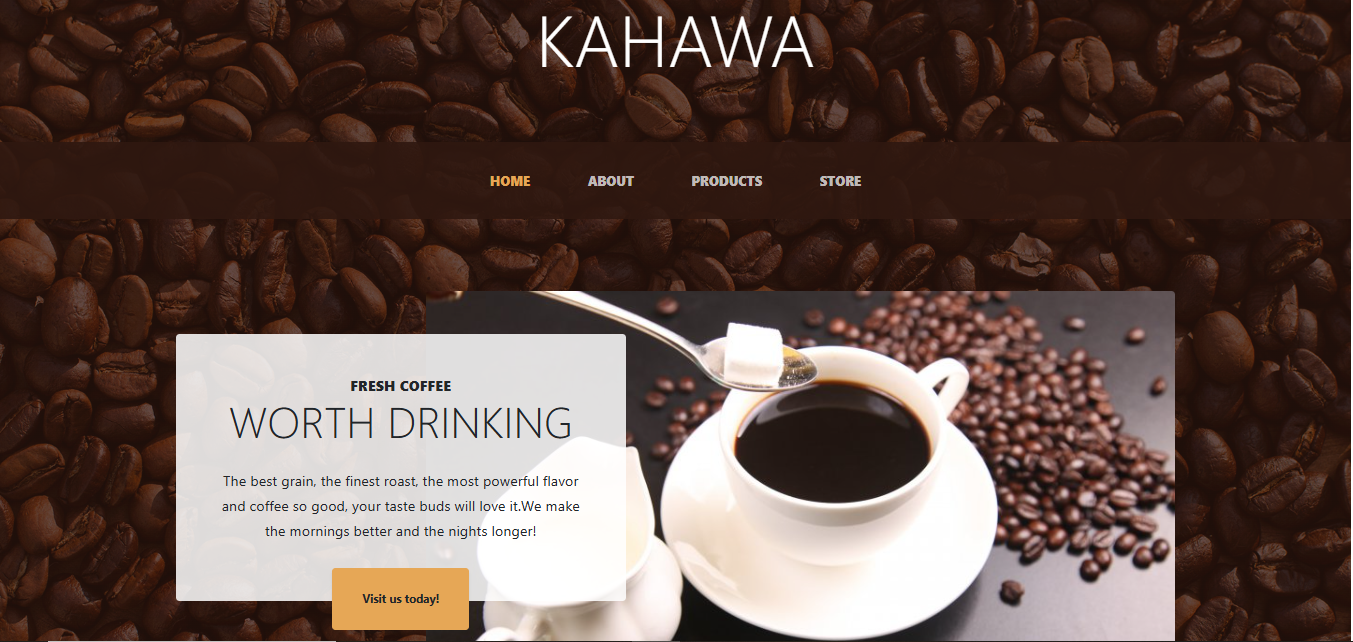 KAHAWA
HOME ABOUT PRODUCTS STORE
FRESH COFFEE
WORTH DRINKING
The best grain, the finest roast, the most powerful flavor
and coffee so good, your taste buds will love it.We make
the mornings better and the nights longer!
Visit us today!